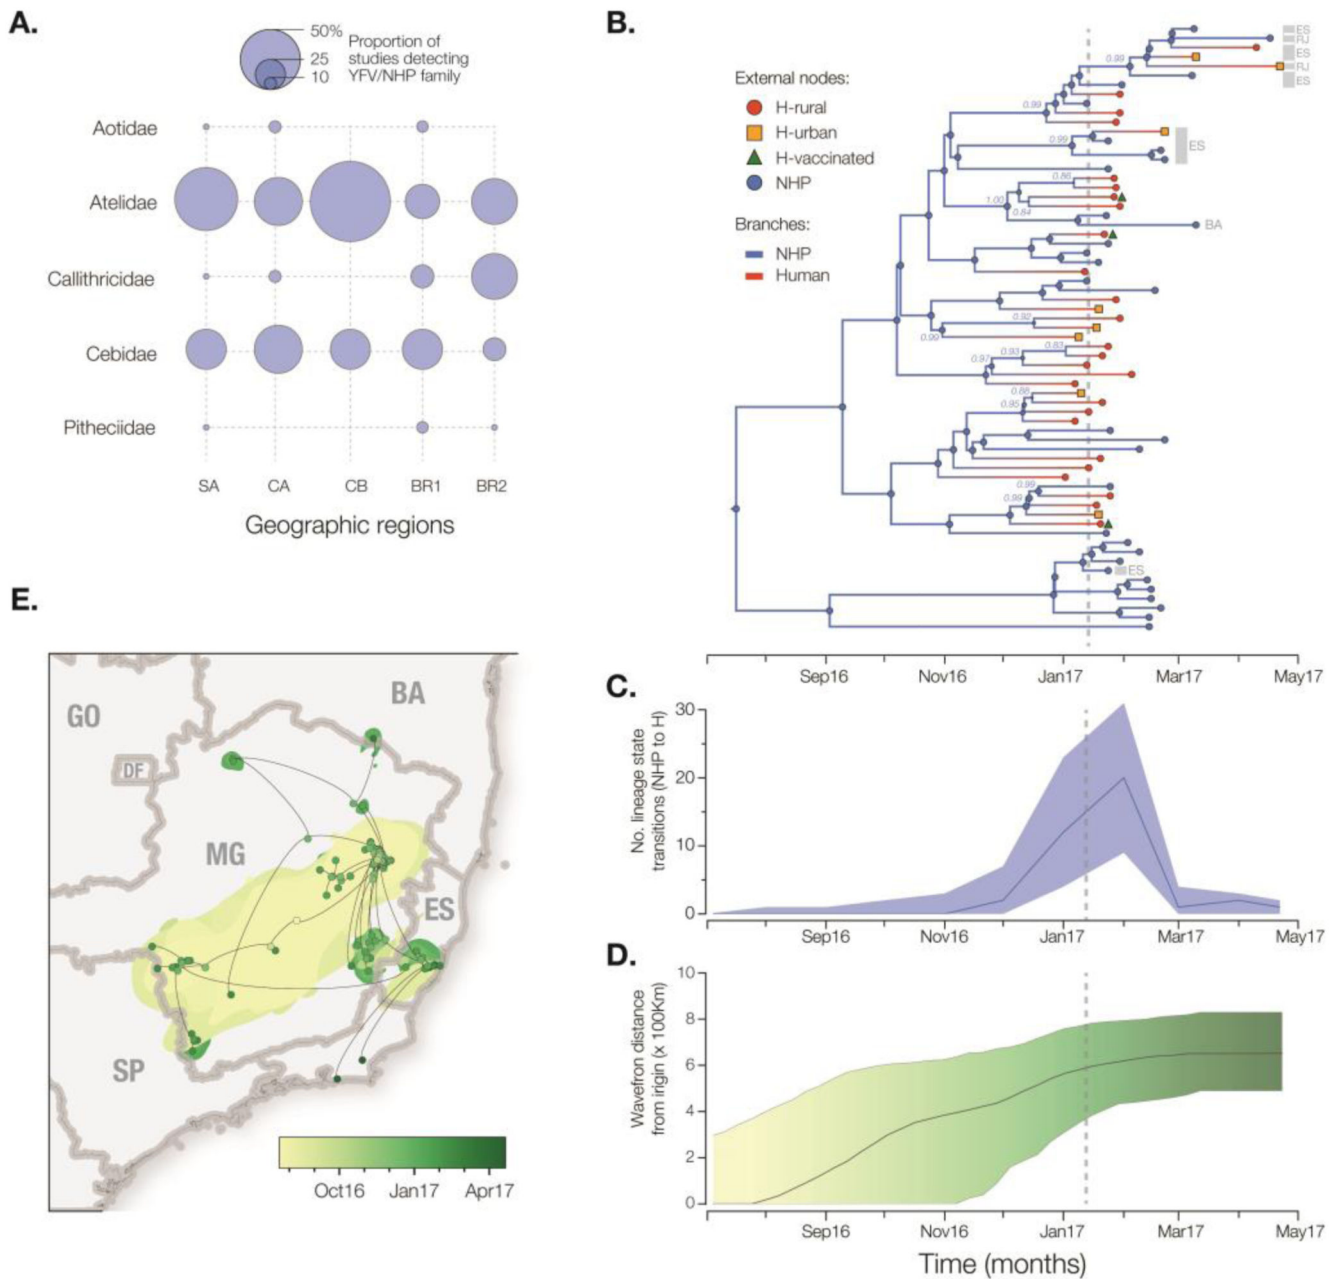 A.
50%
25
10
Proportion of
studies detecting
YFV/NHP family
Aotidae
Atelidae
Callithricidae
Cebidae
Pitheciidae
SA
CA
CB
BR1
BR2
Geographic regions
B.
External nodes:
H-rural
H-urban
H-vaccinated
NHP
Branches:
NHP
Human
ES
RJ
ES
RJ
ES
0.99
0.99
0.99
ES
0.86
1.00
0.84
BA
0.92
0.99
0.83
0.93
0.97
0.88
0.95
0.99
0.99
ES
Sep16
Nov16
Jan17
Mar17
May17
C.
No. lineage state
transitions (NHP to H)
30
20
10
0
Sep16
Nov16
Jan17
Mar17
May17
D.
Wavefron distance
from irigin (x 100Km)
10
8
6
4
2
0
Sep16
Nov16
Jan17
Mar17
May17
Time (months)
E.
GO
BA
DF
MG
ES
SP
Oct16
Jan17
Apr17